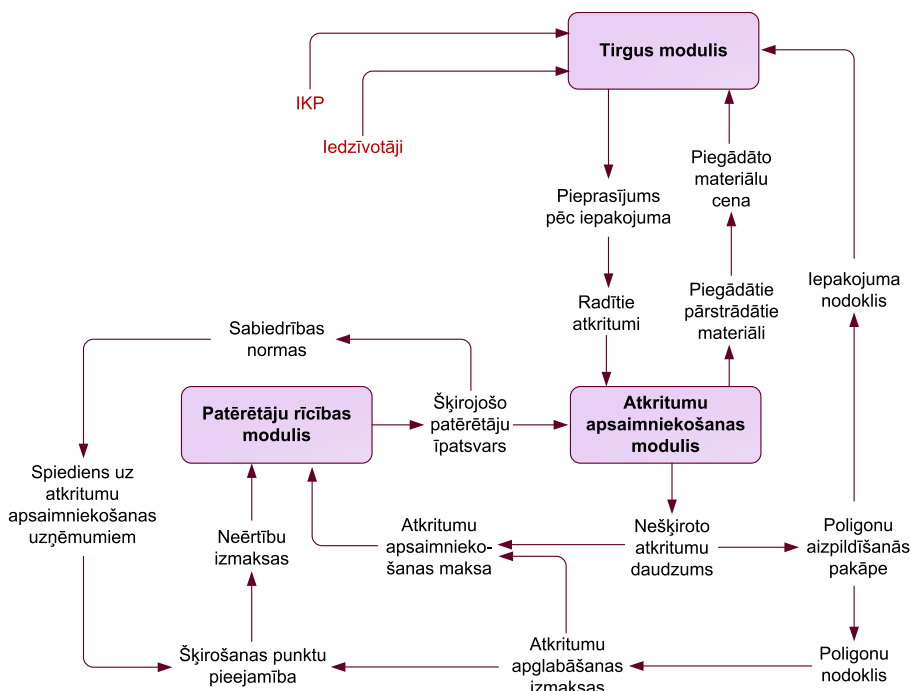 Tirgus modulis
IKP
Iedzīvotāji
Piegādāto
materiālu
cena
Pieprasījums
pēc iepakojuma
Iepakojuma
nodoklis
Radītie
atkritumi
Piegādātie
pārstrādātie
materiāli
Sabiedrības
normas
Patērētāju rīcības
modulis
Šķirojošo
patērētāju
īpatsvars
Atkritumu
apsaimniekošanas
modulis
Spiediens uz
atkritumu
apsaimniekošanas
uzņēmumiem
Neērtību
izmaksas
Atkritumu
apsaimnieko-
šanas maksa
Nešķiroto
atkritumu
daudzums
Poligonu
aizpildīšanās
pakāpe
Šķirošanas punktu
pieejamība
Atkritumu
apglabāšanas
izmaksas
Poligonu
nodoklis